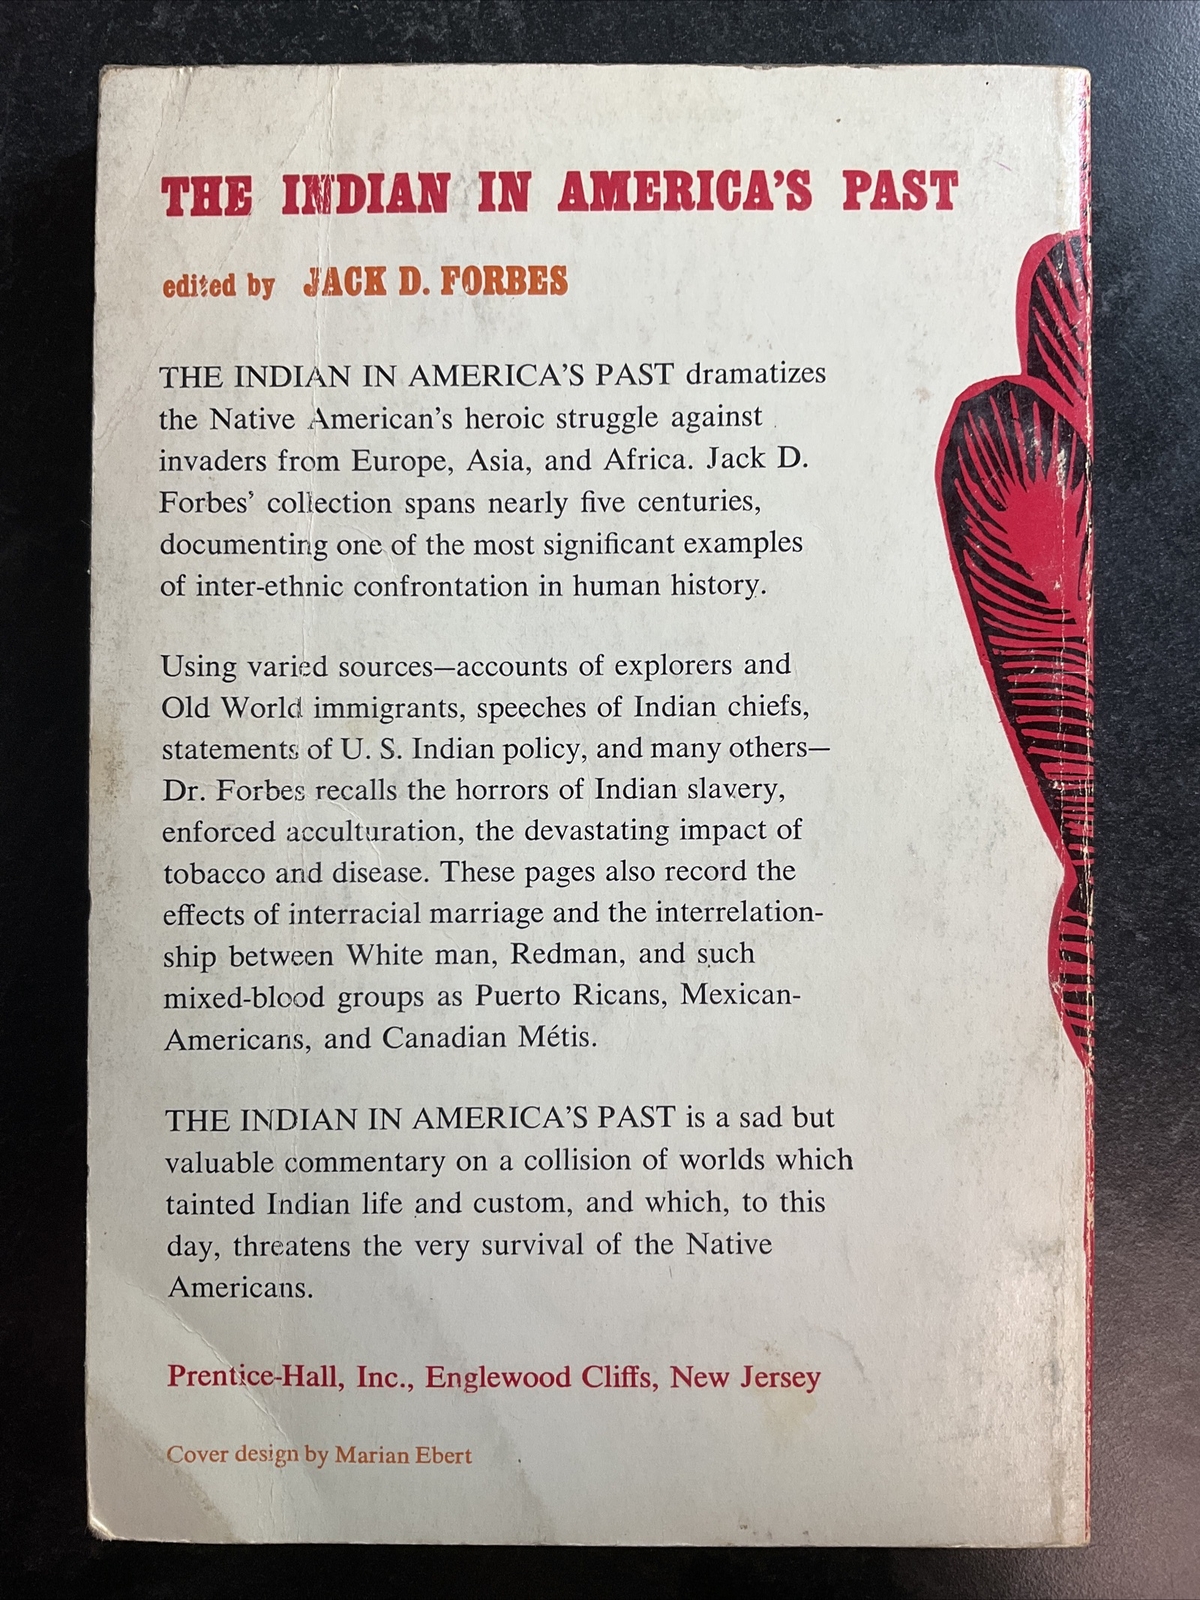 THE INDIAN IN AMERICA'S PAST
edited by JACK D. FORBES
THE INDIAN IN AMERICA'S PAST dramatizes
the Native American's heroic struggle against
invaders from Europe, Asia, and Africa. Jack D.
Forbes' collection spans nearly five centuries,
documenting one of the most significant examples
of inter-ethnic confrontation in human history.
Using varied sources—accounts of explorers and
Old World immigrants, speeches of Indian chiefs,
statements of U. S. Indian policy, and many others—
Dr. Forbes recalls the horrors of Indian slavery,
enforced acculturation, the devastating impact of
tobacco and disease. These pages also record the
effects of interracial marriage and the interrelation-
ship between White man, Redman, and such
mixed-blood groups as Puerto Ricans, Mexican-
Americans, and Canadian Métis.
THE INDIAN IN AMERICA'S PAST is a sad but
valuable commentary on a collision of worlds which
tainted Indian life and custom, and which, to this
day, threatens the very survival of the Native
Americans.
Prentice-Hall, Inc., Englewood Cliffs, New Jersey
Cover design by Marian Ebert